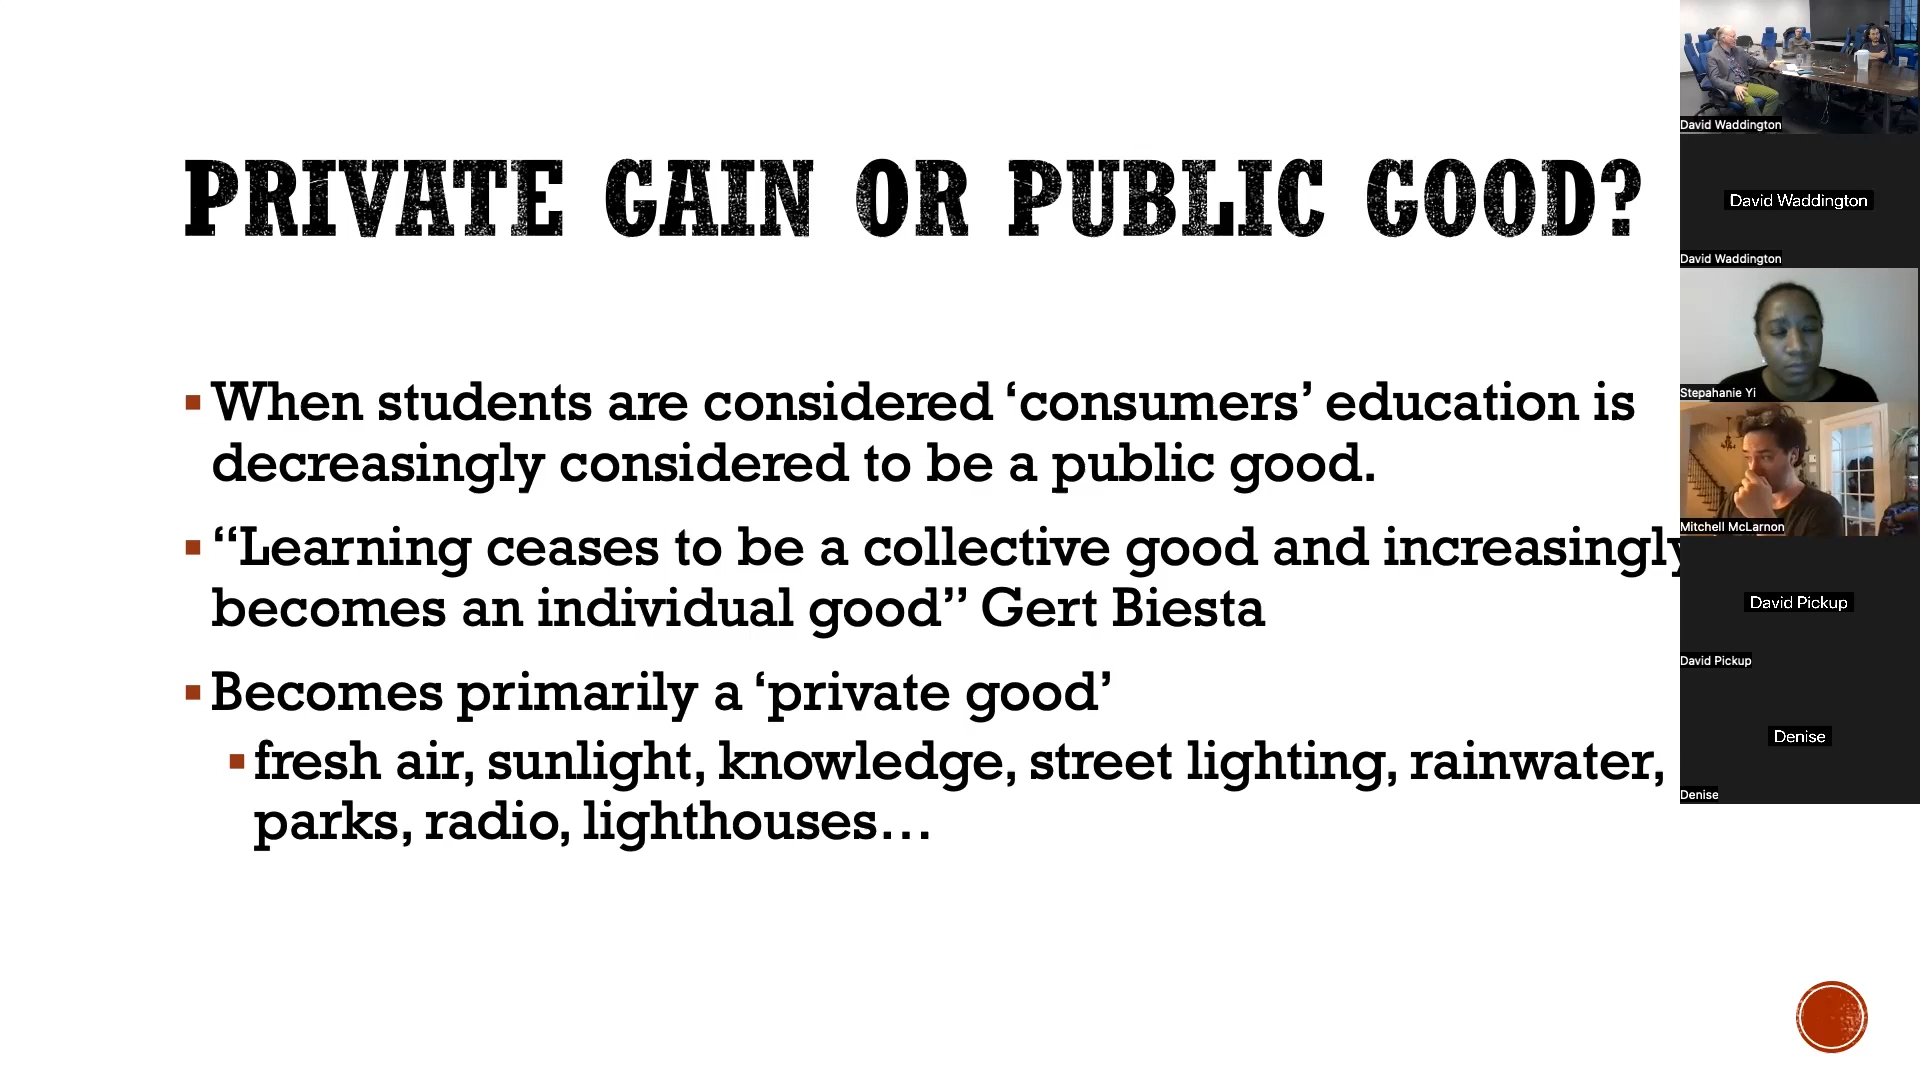 PRIVATE GAIN OR PUBLIC GOOD?
▪ When students are considered ‘consumers’ education is
decreasingly considered to be a public good.
▪ “Learning ceases to be a collective good and increasingly
becomes an individual good” Gert Biesta
▪ Becomes primarily a ‘private good’
▪ fresh air, sunlight, knowledge, street lighting, rainwater,
parks, radio, lighthouses…
David Waddington
David Waddington
David Waddington
Stepahanie Yi
Mitchell McLarnon
David Pickup
David Pickup
Denise
Denise